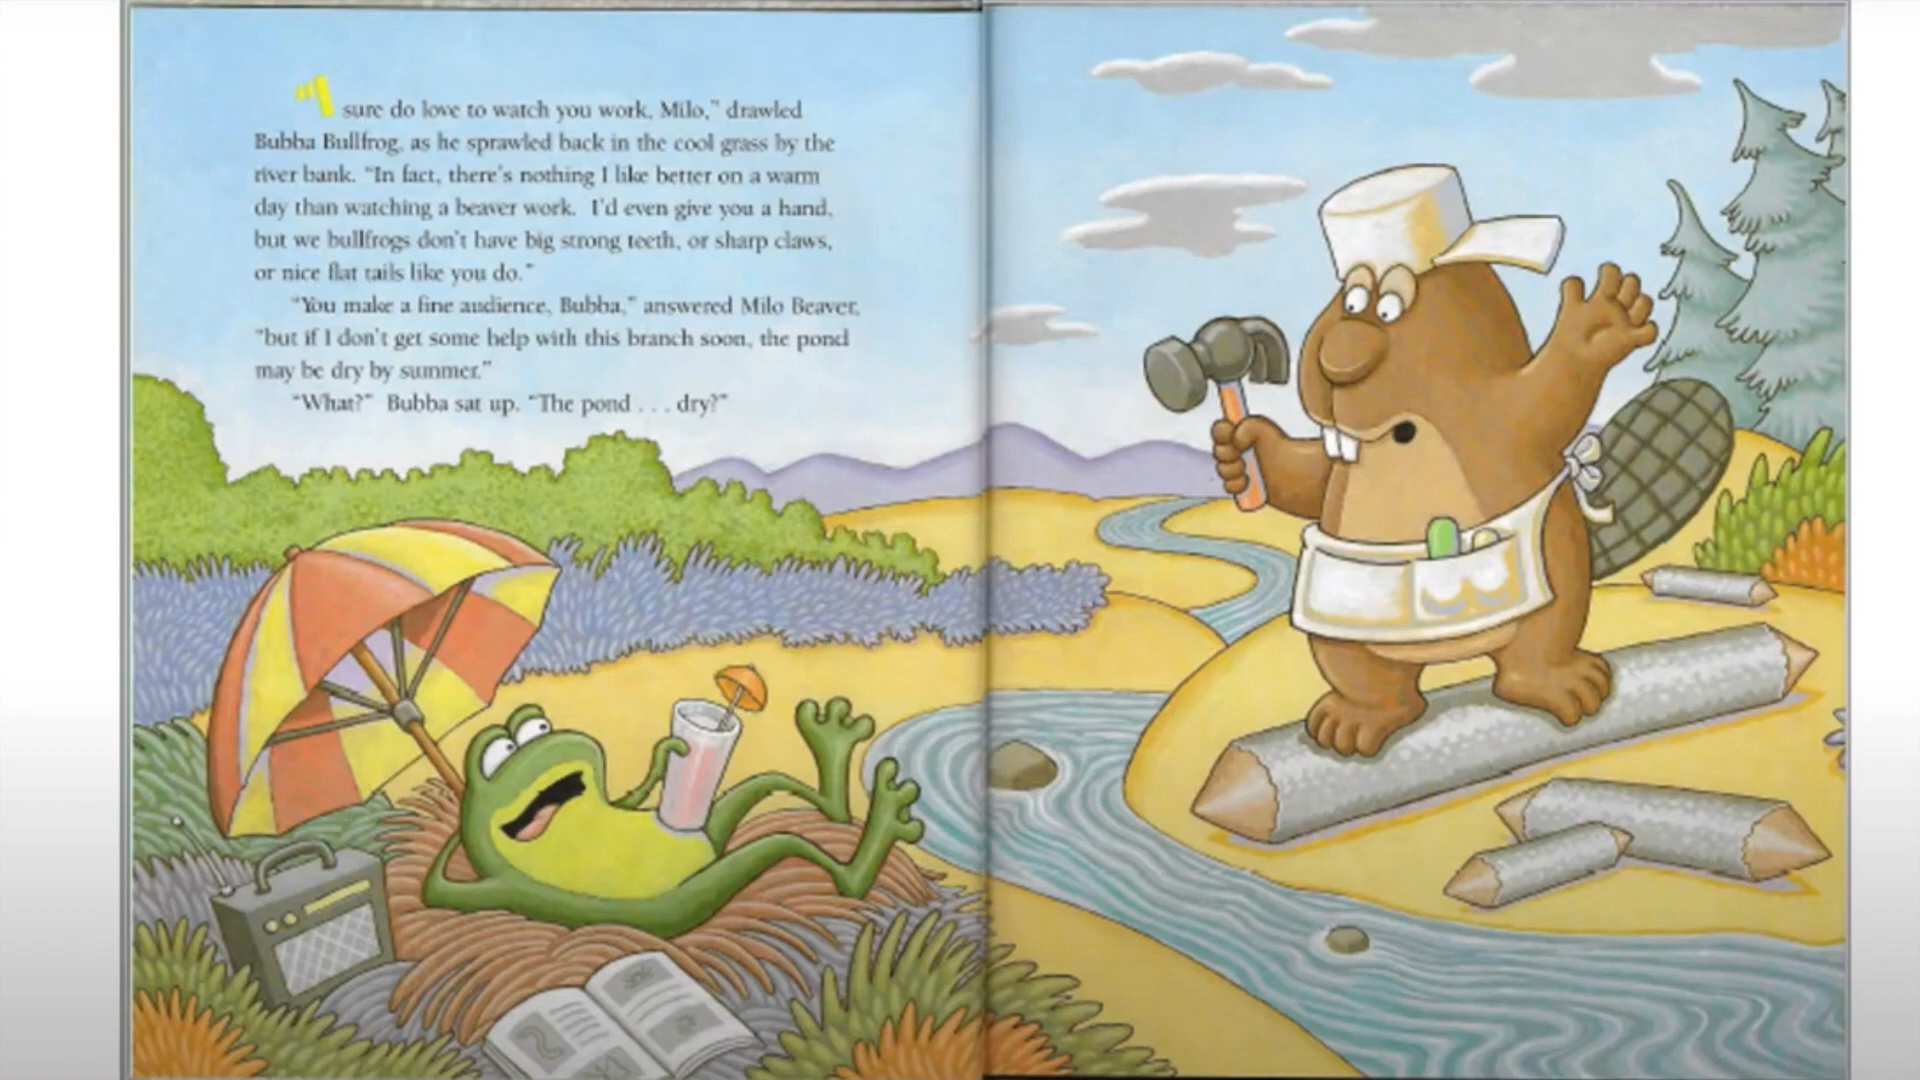 "I sure do love to watch you work, Milo," drawled
Bubba Bullfrog, as he sprawled back in the cool grass by the
river bank. "In fact, there's nothing I like better on a warm
day than watching a beaver work. I'd even give you a hand,
but we bullfrogs don't have big strong teeth, or sharp claws,
or nice flat tails like you do."
"You make a fine audience, Bubba," answered Milo Beaver,
"but if I don't get some help with this branch soon, the pond
may be dry by summer."
"What?" Bubba sat up. "The pond . . . dry?"